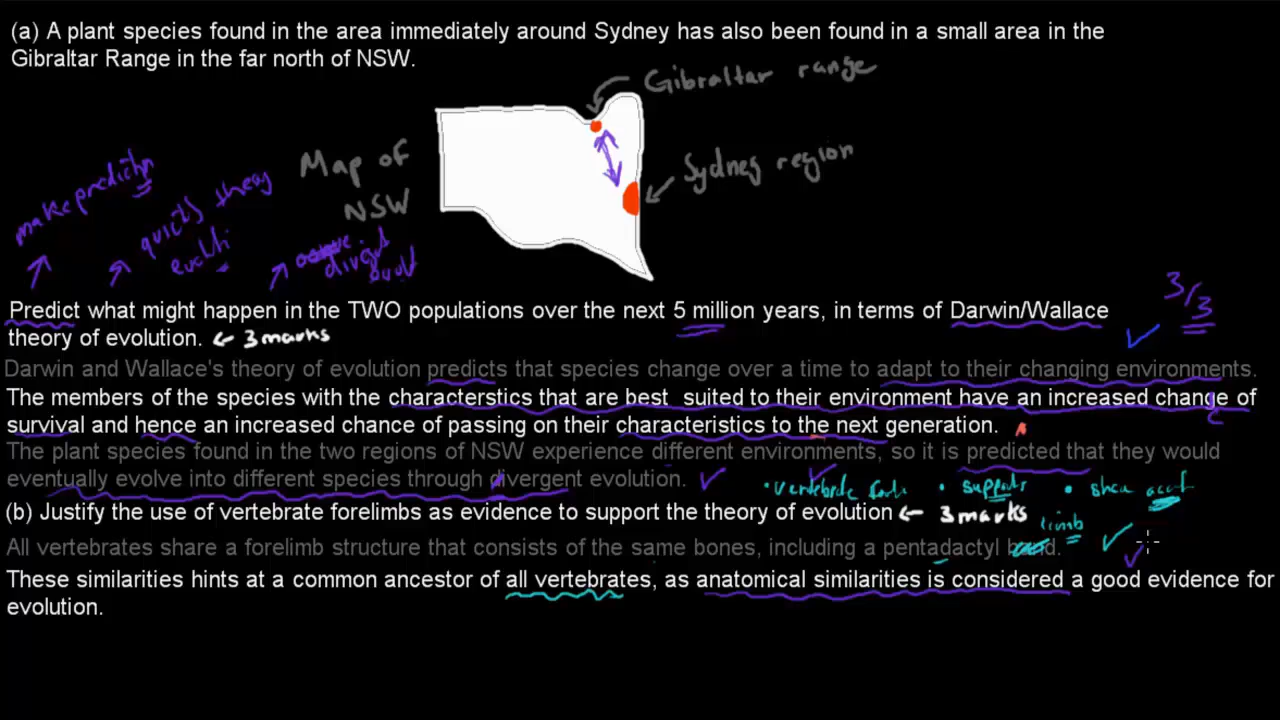 (a) A plant species found in the area immediately around Sydney has also been found in a small area in the
Gibraltar Range in the far north of NSW.
Gibraltar range
Map of
NSW
Sydney region
make prediction
3/3
Predict what might happen in the TWO populations over the next 5 million years, in terms of Darwin/Wallace
theory of evolution. ← 3 marks
Darwin and Wallace's theory of evolution predicts that species change over a time to adapt to their changing environments.
The members of the species with the characterstics that are best suited to their environment have an increased change of
survival and hence an increased chance of passing on their characteristics to the next generation.
The plant species found in the two regions of NSW experience different environments, so it is predicted that they would
eventually evolve into different species through divergent evolution.
• vertebrate • supports •
(b) Justify the use of vertebrate forelimbs as evidence to support the theory of evolution ← 3 marks
limb
All vertebrates share a forelimb structure that consists of the same bones, including a pentadactyl
These similarities hints at a common ancestor of all vertebrates, as anatomical similarities is considered a good evidence for
evolution.